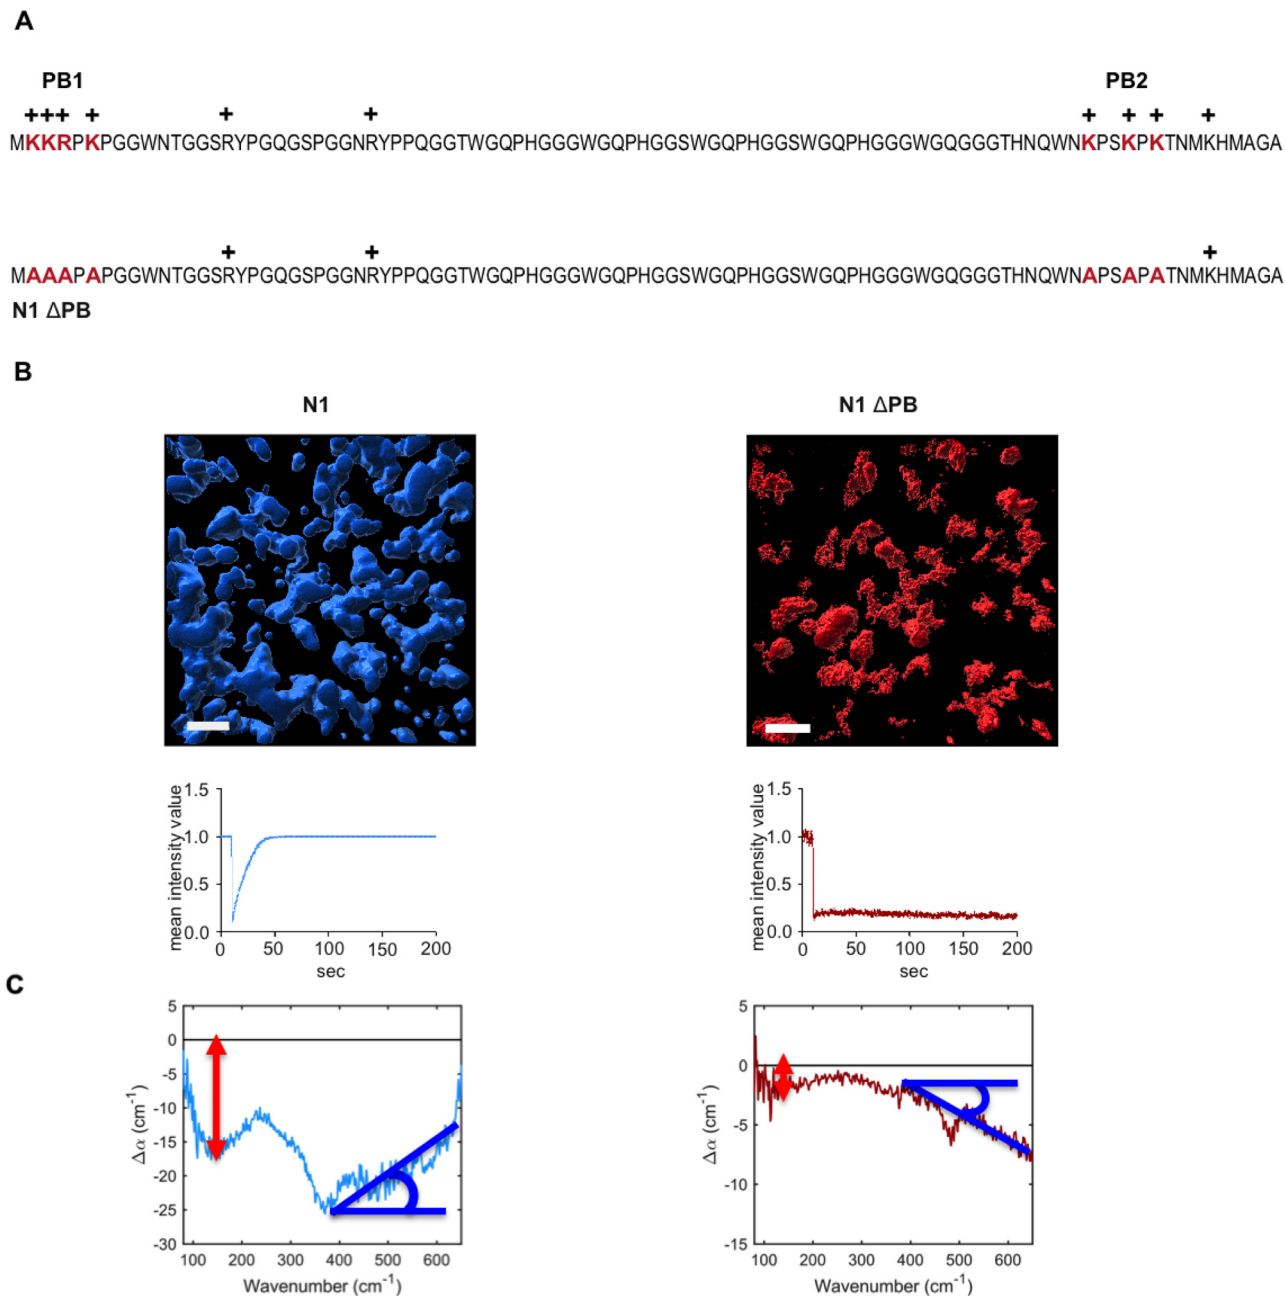 A
PB1 PB2
++++ + + + + + +
MKKRPKPGGWNTGGSRYPGQGSPGGNRYPPQGGTWGQPHGGGWGQPHGGSWGQPHGGSWGQPHGGGWGQGGGTHNQWNKPSKPKTNMKHMAGA
+ + +
MAAAPAPGGWNTGGSRYPGQGSPGGNRYPPQGGTWGQPHGGGWGQPHGGSWGQPHGGSWGQPHGGGWGQGGGTHNQWNAPSAPATNMKHMAGA
N1 ΔPB
B
N1 N1 ΔPB
mean intensity value
1.5
1.0
0.5
0.0
0 50 100 150 200
sec
mean intensity value
1.5
1.0
0.5
0.0
0 50 100 150 200
sec
C
Δα (cm⁻¹)
5
0
-5
-10
-15
-20
-25
-30
100 200 300 400 500 600
Wavenumber (cm⁻¹)
Δα (cm⁻¹)
5
0
-5
-10
-15
100 200 300 400 500 600
Wavenumber (cm⁻¹)